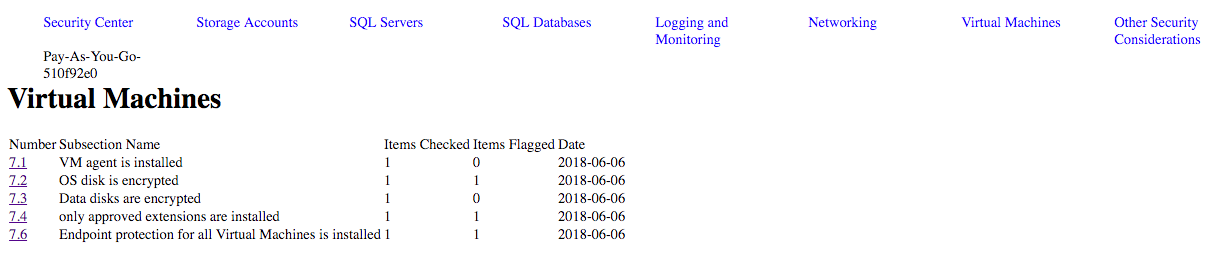 Security Center Storage Accounts SQL Servers SQL Databases Logging and Monitoring Networking Virtual Machines Other Security Considerations
Pay-As-You-Go-
510f92e0
Virtual Machines
Number Subsection Name Items Checked Items Flagged Date
7.1 VM agent is installed 1 0 2018-06-06
7.2 OS disk is encrypted 1 1 2018-06-06
7.3 Data disks are encrypted 1 0 2018-06-06
7.4 only approved extensions are installed 1 1 2018-06-06
7.6 Endpoint protection for all Virtual Machines is installed 1 1 2018-06-06